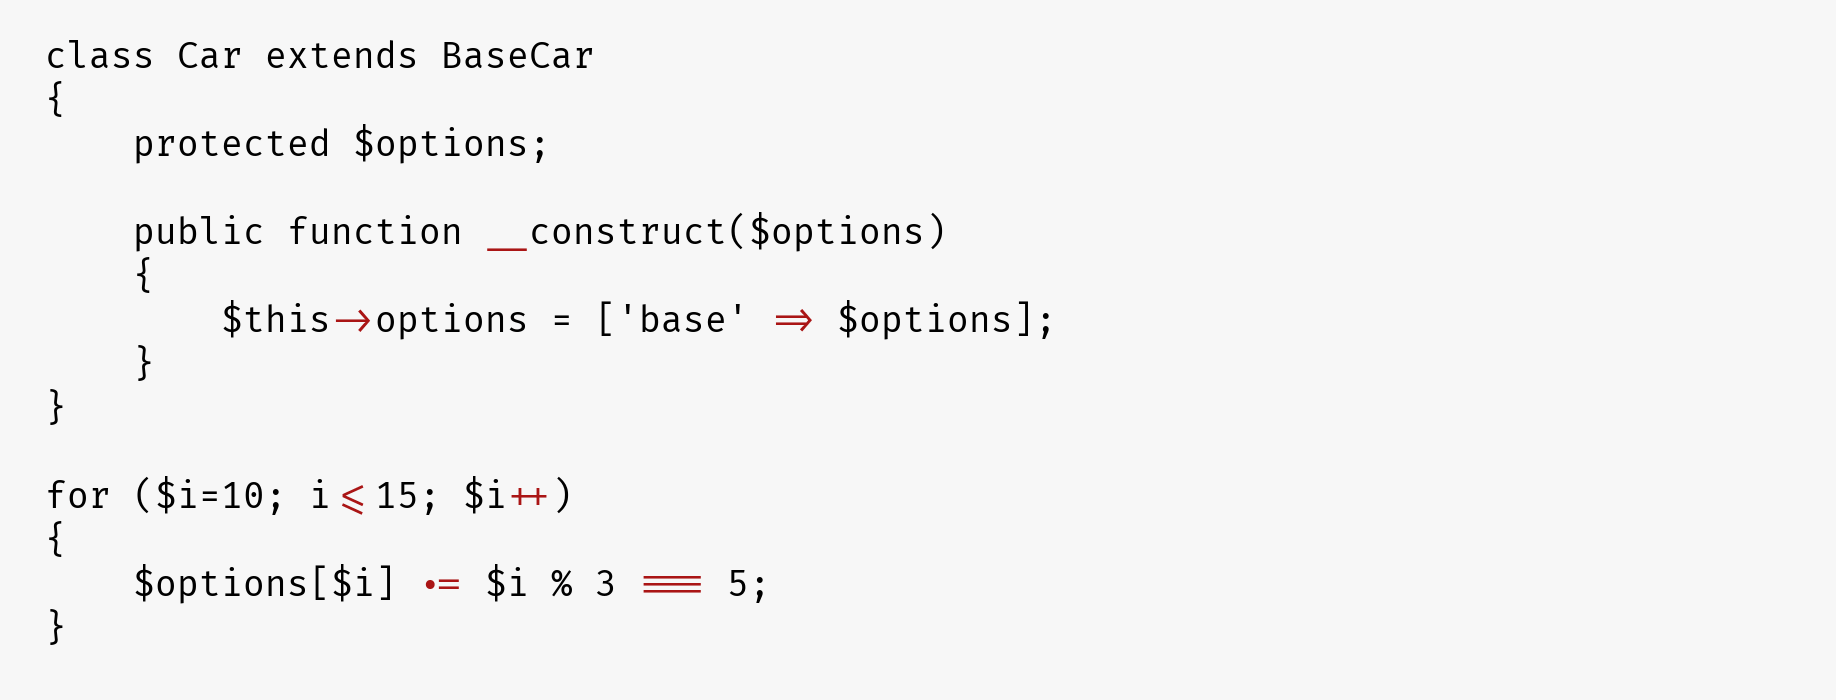 class Car extends BaseCar
{
    protected $options;

    public function __construct($options)
    {
        $this->options = ['base' => $options];
    }
}

for ($i=10; i<=15; $i++)
{
    $options[$i] .= $i % 3 === 5;
}